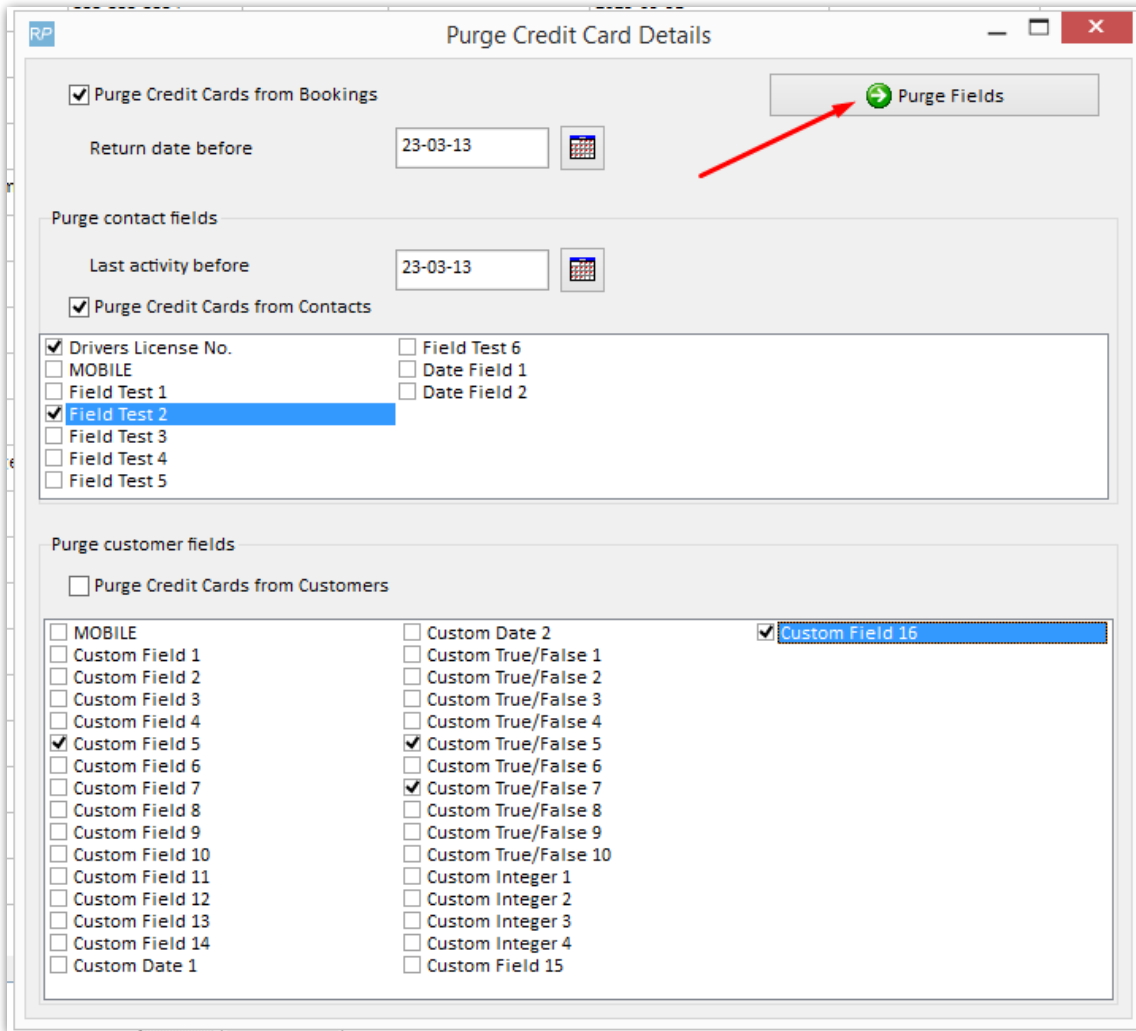 RP
Purge Credit Card Details
Purge Credit Cards from Bookings
Purge Fields
Return date before 23-03-13
Purge contact fields
Last activity before 23-03-13
Purge Credit Cards from Contacts
Drivers License No.
MOBILE
Field Test 1
Field Test 2
Field Test 3
Field Test 4
Field Test 5
Field Test 6
Date Field 1
Date Field 2
Purge customer fields
Purge Credit Cards from Customers
MOBILE
Custom Field 1
Custom Field 2
Custom Field 3
Custom Field 4
Custom Field 5
Custom Field 6
Custom Field 7
Custom Field 8
Custom Field 9
Custom Field 10
Custom Field 11
Custom Field 12
Custom Field 13
Custom Field 14
Custom Date 1
Custom Date 2
Custom True/False 1
Custom True/False 2
Custom True/False 3
Custom True/False 4
Custom True/False 5
Custom True/False 6
Custom True/False 7
Custom True/False 8
Custom True/False 9
Custom True/False 10
Custom Integer 1
Custom Integer 2
Custom Integer 3
Custom Integer 4
Custom Field 15
Custom Field 16